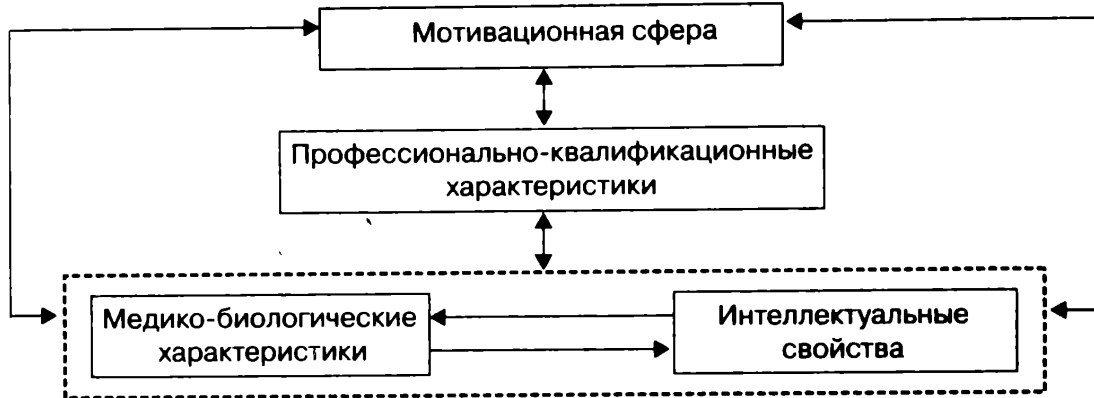 Мотивационная сфера
Профессионально-квалификационные
характеристики
Медико-биологические
характеристики
Интеллектуальные
свойства